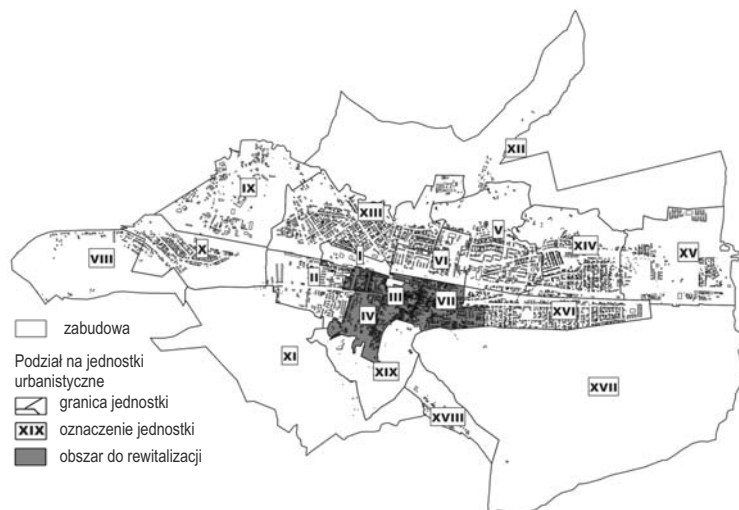 XII
IX
XIII
V
XIV
X
I
VI
XV
VIII
II
III
VII
IV
XVI
zabudowa
XI
XIX
XVII
Podział na jednostki
urbanistyczne
granica jednostki
XVIII
XIX oznaczenie jednostki
obszar do rewitalizacji